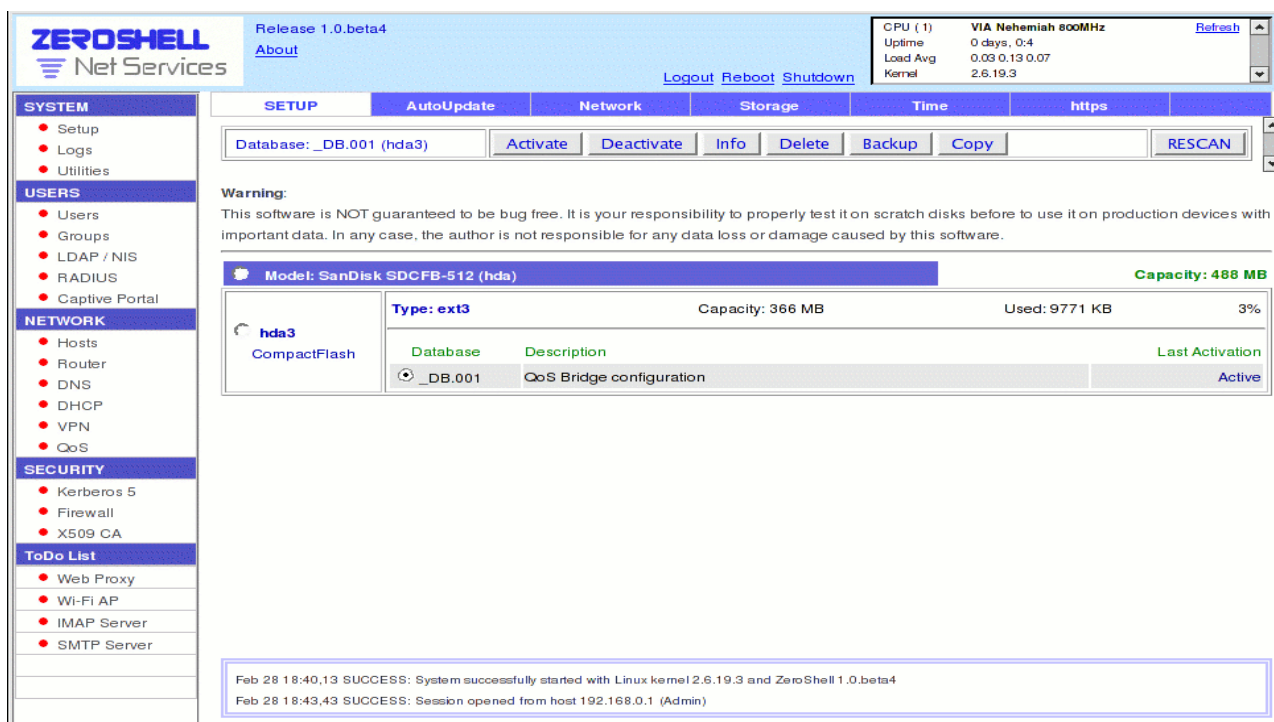 ZEROSHELL
Net Services
Release 1.0.beta4
About
Logout Reboot Shutdown
CPU (1) VIA Nehemiah 800MHz Refresh
Uptime 0 days, 0:4
Load Avg 0.03 0.13 0.07
Kernel 2.6.19.3
SYSTEM
Setup
Logs
Utilities
USERS
Users
Groups
LDAP / NIS
RADIUS
Captive Portal
NETWORK
Hosts
Router
DNS
DHCP
VPN
QoS
SECURITY
Kerberos 5
Firewall
X509 CA
ToDo List
Web Proxy
Wi-Fi AP
IMAP Server
SMTP Server
SETUP AutoUpdate Network Storage Time https
Database: _DB.001 (hda3) Activate Deactivate Info Delete Backup Copy RESCAN
Warning:
This software is NOT guaranteed to be bug free. It is your responsibility to properly test it on scratch disks before to use it on production devices with
important data. In any case, the author is not responsible for any data loss or damage caused by this software.
Model: SanDisk SDCFB-512 (hda) Capacity: 488 MB
hda3
CompactFlash
Type: ext3 Capacity: 366 MB Used: 9771 KB 3%
Database Description Last Activation
_DB.001 QoS Bridge configuration Active
Feb 28 18:40,13 SUCCESS: System successfully started with Linux kernel 2.6.19.3 and ZeroShell 1.0.beta4
Feb 28 18:43,43 SUCCESS: Session opened from host 192.168.0.1 (Admin)